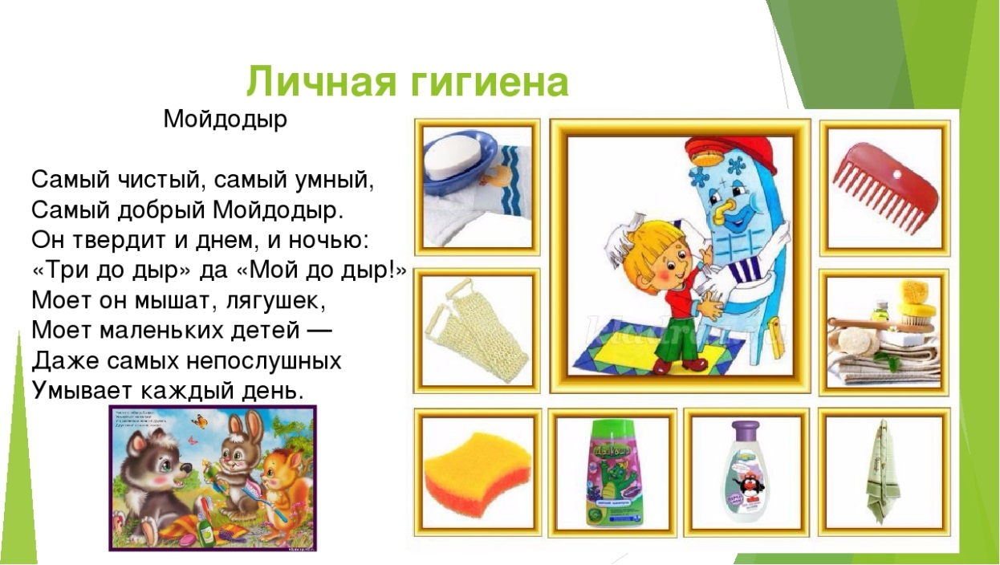 Личная гигиена
Мойдодыр
Самый чистый, самый умный,
Самый добрый Мойдодыр.
Он твердит и днем, и ночью:
«Три до дыр» да «Мой до дыр!»
Моет он мышат, лягушек,
Моет маленьких детей —
Даже самых непослушных
Умывает каждый день.